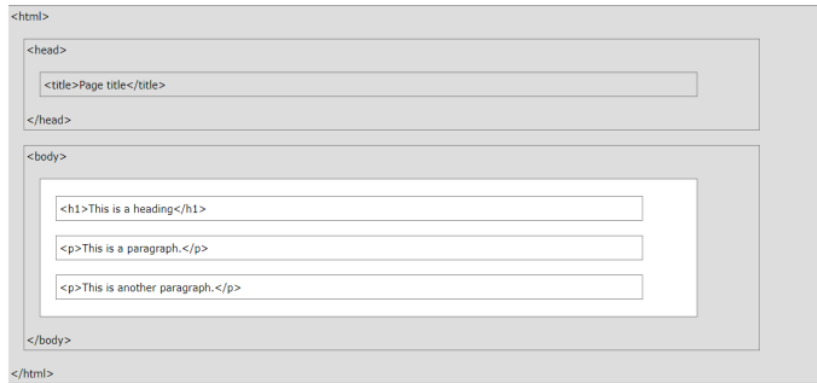 <html>
<head>
<title>Page title</title>
</head>
<body>
<h1>This is a heading</h1>
<p>This is a paragraph.</p>
<p>This is another paragraph.</p>
</body>
</html>